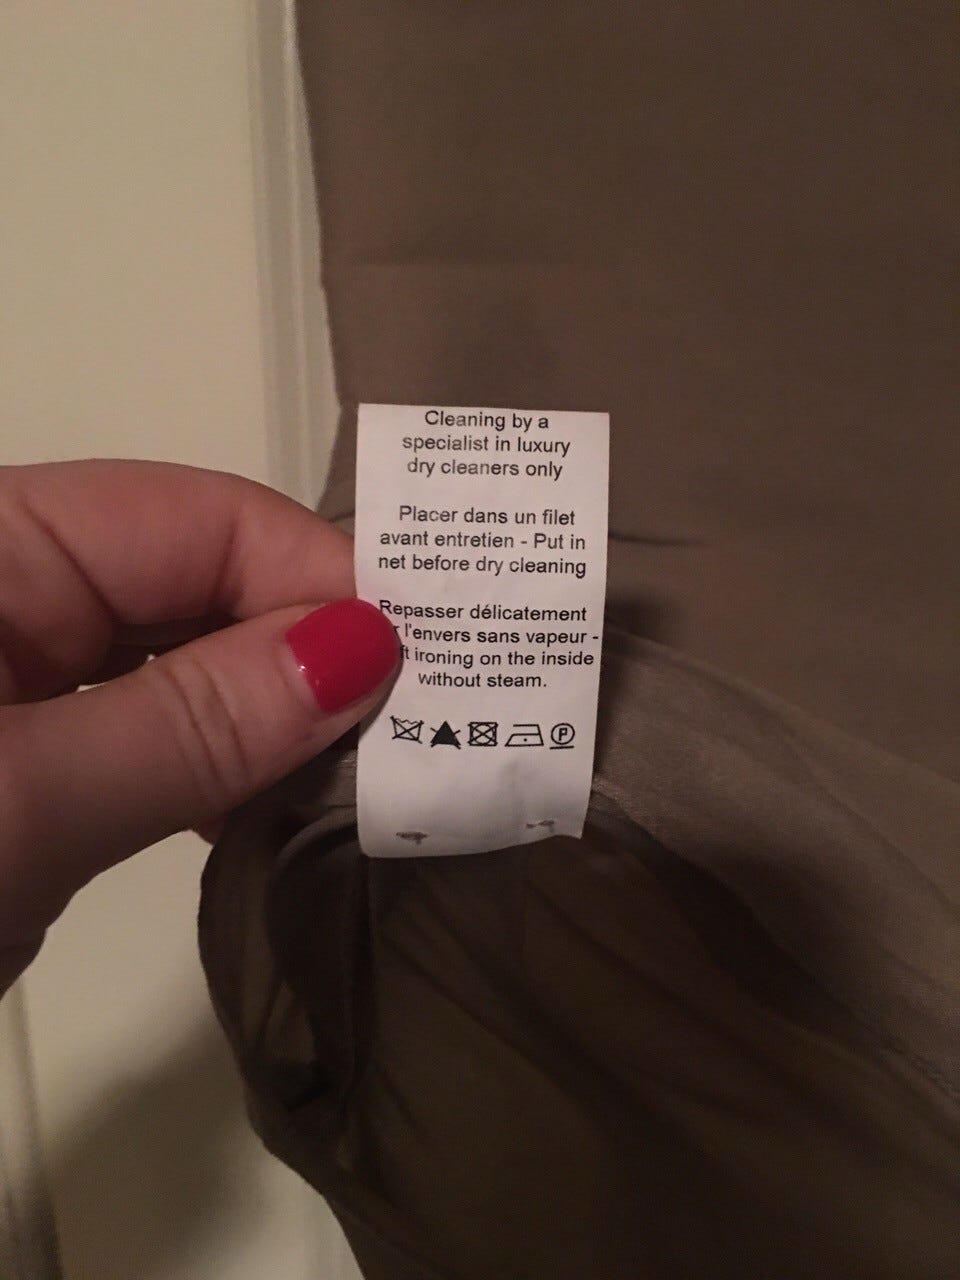 Cleaning by a
specialist in luxury
dry cleaners only
Placer dans un filet
avant entretien - Put in
net before dry cleaning
Repasser délicatement
l'envers sans vapeur -
ironing on the inside
without steam.
P